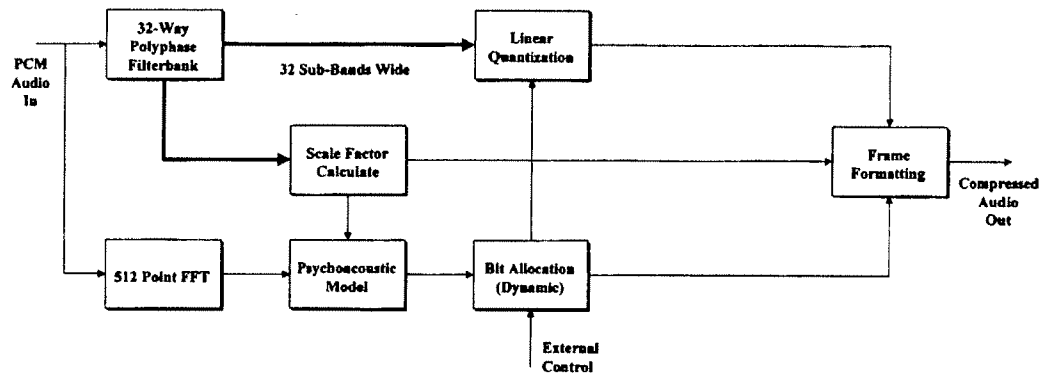 32-Way
Polyphase
Filterbank
Linear
Quantization
PCM
Audio
In
32 Sub-Bands Wide
Scale Factor
Calculate
Frame
Formatting
Compressed
Audio
Out
512 Point FFT
Psychoacoustic
Model
Bit Allocation
(Dynamic)
External
Control